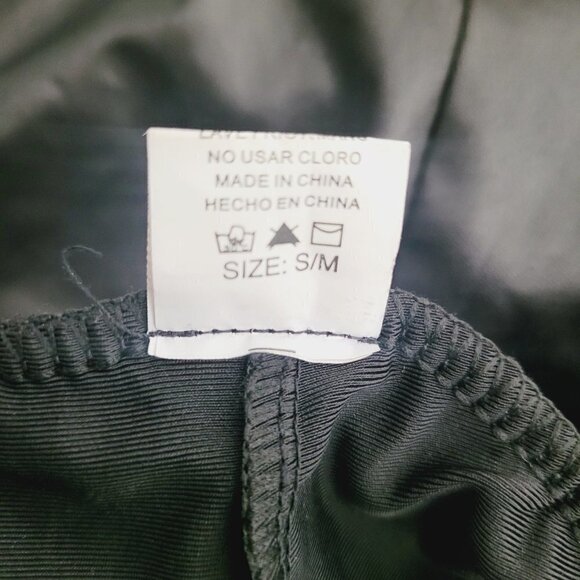 NO USAR CLORO
MADE IN CHINA
HECHO EN CHINA
SIZE: S/M